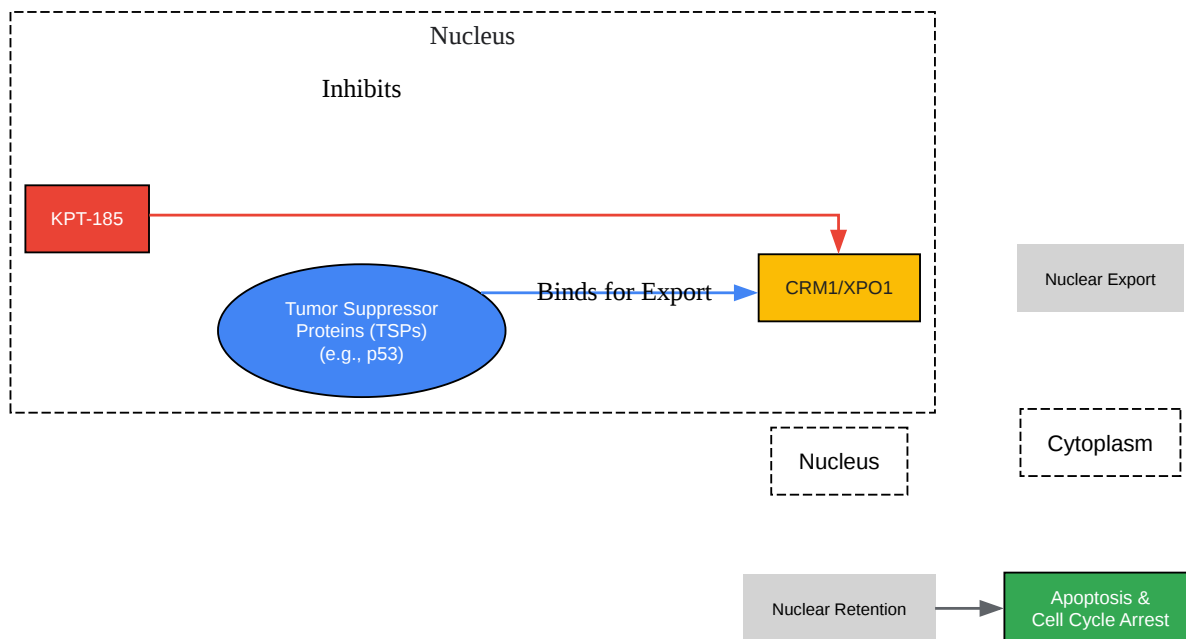 Nucleus
Inhibits
KPT-185
Tumor Suppressor
Proteins (TSPs)
(e.g., p53)
Binds for Export
CRM1/XPO1
Nuclear Export
Nucleus
Cytoplasm
Nuclear Retention
Apoptosis &
Cell Cycle Arrest